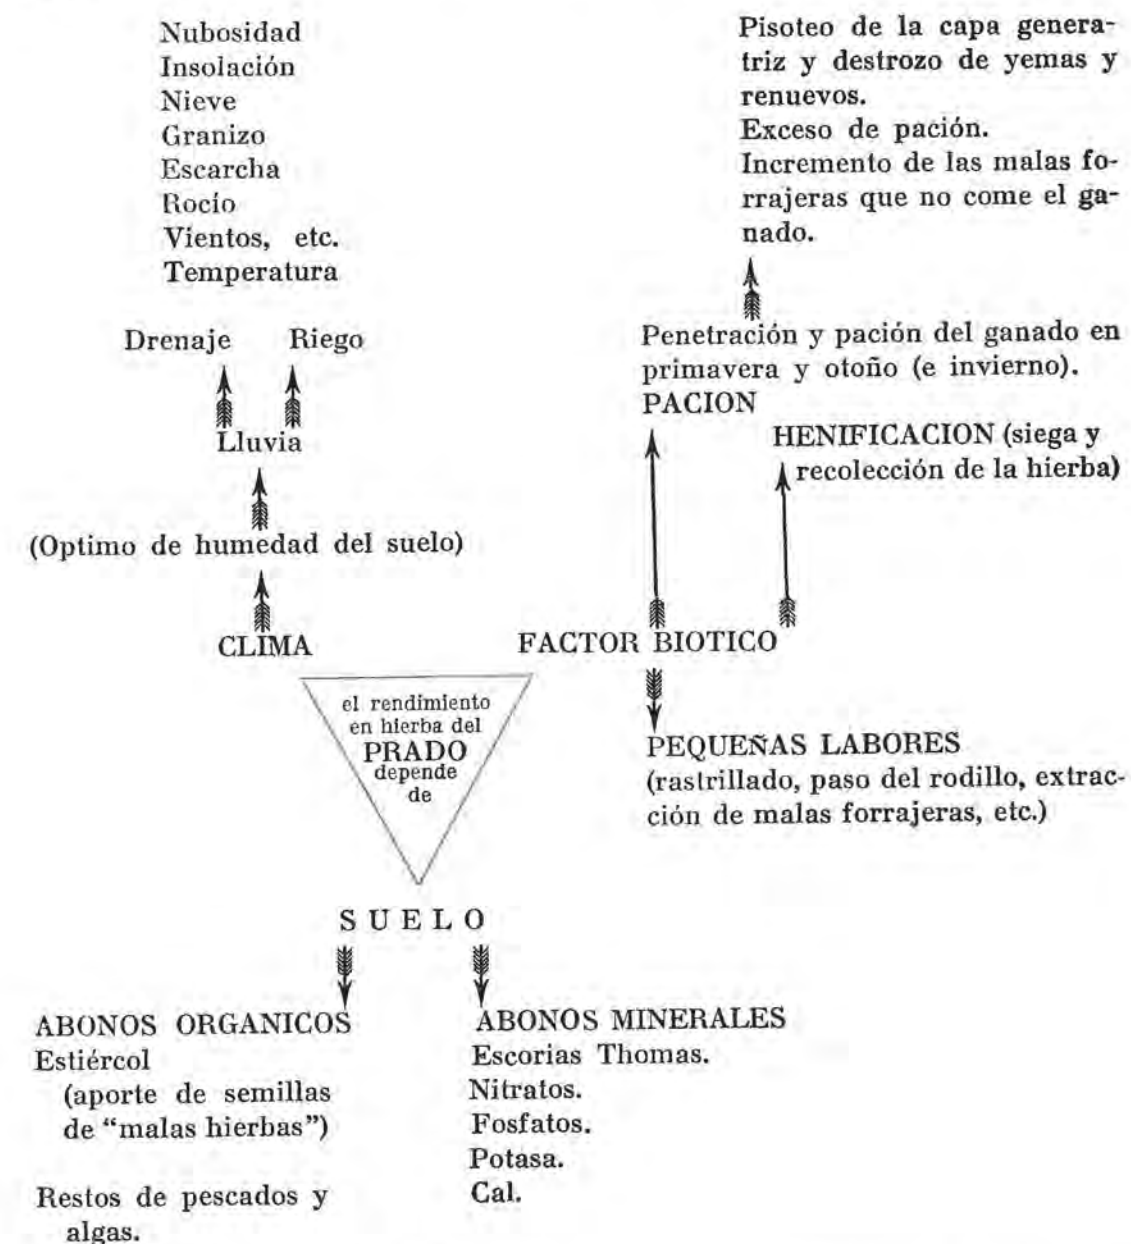 Nubosidad
Insolación
Nieve
Granizo
Escarcha
Rocío
Vientos, etc.
Temperatura
Drenaje Riego
Lluvia
(Optimo de humedad del suelo)
CLIMA
Pisoteo de la capa genera-
triz y destrozo de yemas y
renuevos.
Exceso de pación.
Incremento de las malas fo-
rrajeras que no come el ga-
nado.
Penetración y pación del ganado en
primavera y otoño (e invierno).
PACION
HENIFICACION (siega y
recolección de la hierba)
FACTOR BIOTICO
PEQUEÑAS LABORES
(rastrillado, paso del rodillo, extrac-
ción de malas forrajeras, etc.)
el rendimiento
en hierba del
PRADO
depende
de
SUELO
ABONOS ORGANICOS
Estiércol
(aporte de semillas
de “malas hierbas”)
Restos de pescados y
algas.
ABONOS MINERALES
Escorias Thomas.
Nitratos.
Fosfatos.
Potasa.
Cal.